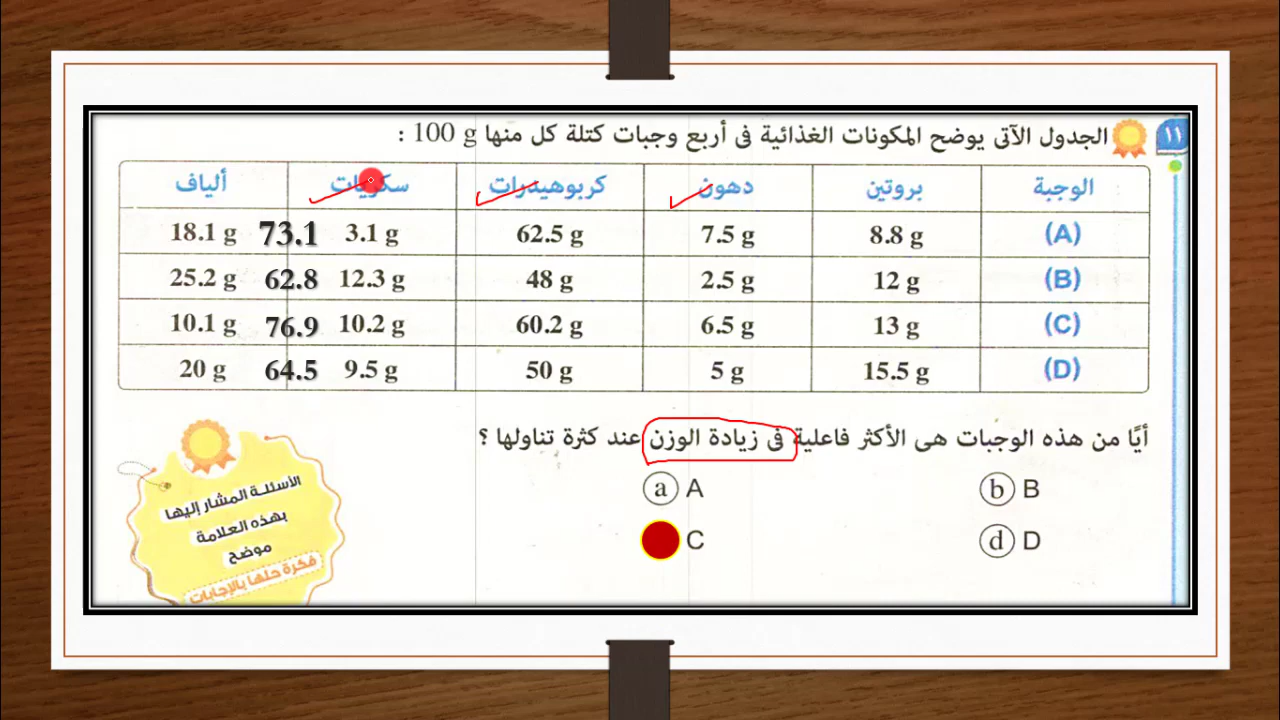 ١١ الجدول الآتى يوضح المكونات الغذائية فى أربع وجبات كتلة كل منها 100 g :
الوجبة بروتين دهون كربوهيدرات سكريات ألياف
(A) 8.8 g 7.5 g 62.5 g 3.1 g 73.1 18.1 g
(B) 12 g 2.5 g 48 g 12.3 g 62.8 25.2 g
(C) 13 g 6.5 g 60.2 g 10.2 g 76.9 10.1 g
(D) 15.5 g 5 g 50 g 9.5 g 64.5 20 g
أيًا من هذه الوجبات هى الأكثر فاعلية فى زيادة الوزن عند كثرة تناولها ؟
a A b B
C d D
الأسئلة المشار إليها
بهذه العلامة
موضح
فكرة حلها بالإجابات